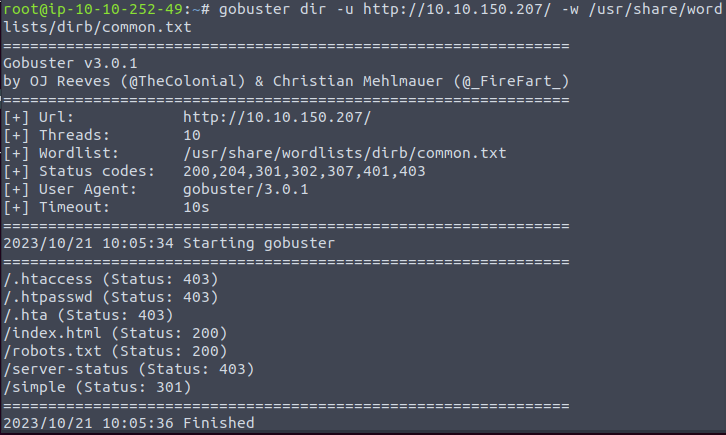 root@ip-10-10-252-49:~# gobuster dir -u http://10.10.150.207/ -w /usr/share/word
lists/dirb/common.txt
===============================================================
Gobuster v3.0.1
by OJ Reeves (@TheColonial) & Christian Mehlmauer (@_FireFart_)
===============================================================
[+] Url:            http://10.10.150.207/
[+] Threads:        10
[+] Wordlist:       /usr/share/wordlists/dirb/common.txt
[+] Status codes:   200,204,301,302,307,401,403
[+] User Agent:     gobuster/3.0.1
[+] Timeout:        10s
===============================================================
2023/10/21 10:05:34 Starting gobuster
===============================================================
/.htaccess (Status: 403)
/.htpasswd (Status: 403)
/.hta (Status: 403)
/index.html (Status: 200)
/robots.txt (Status: 200)
/server-status (Status: 403)
/simple (Status: 301)
===============================================================
2023/10/21 10:05:36 Finished